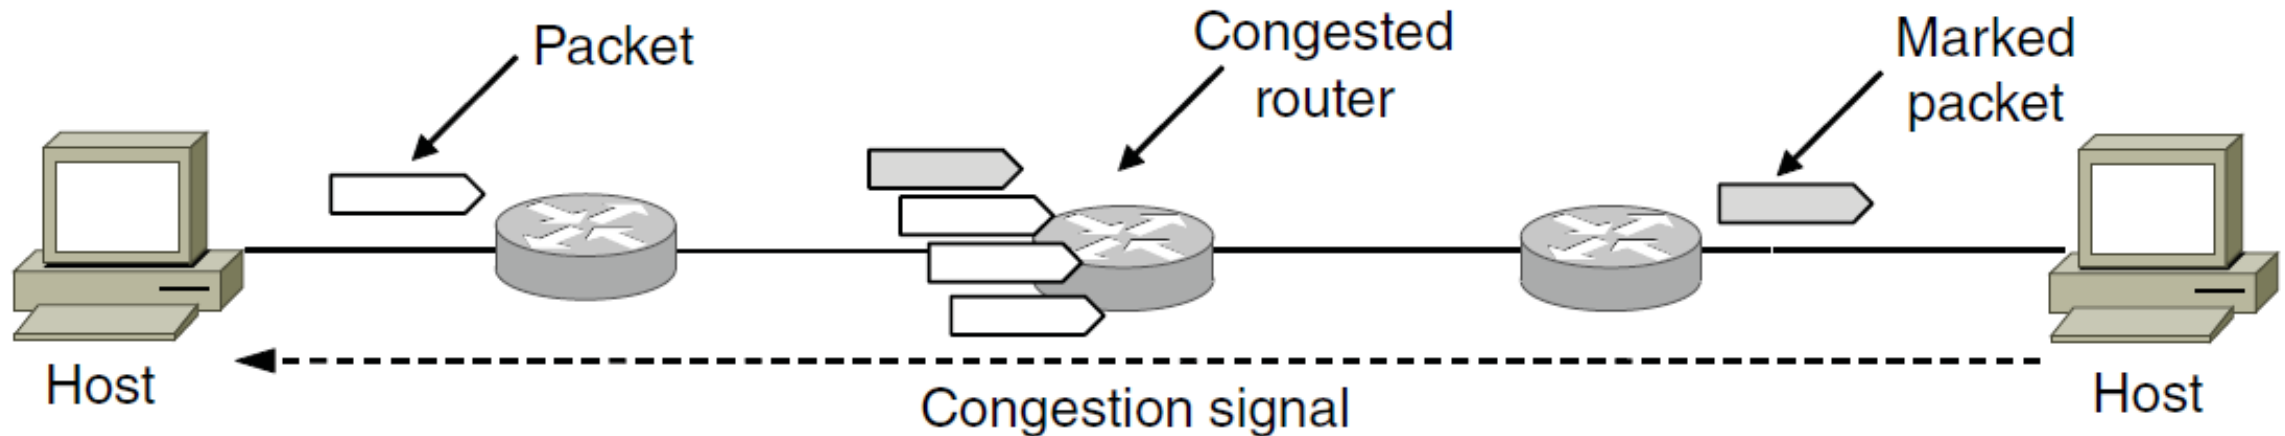 Packet
Congested
router
Marked
packet
Host
Congestion signal
Host